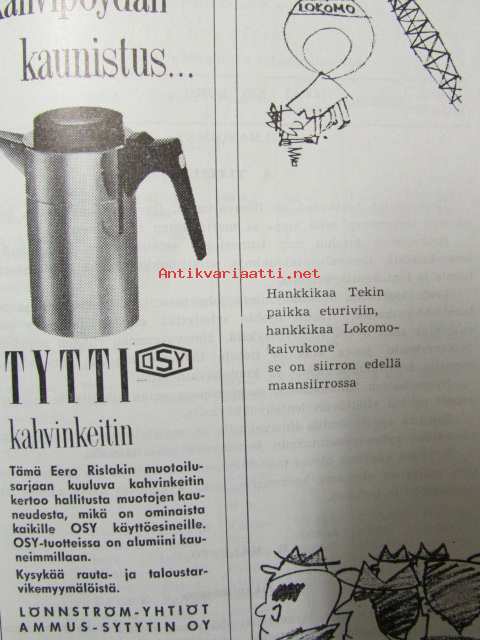 kahvipöydän
kaunistus...
TYTTI OSY
kahvinkeitin
Tämä Eero Rislakin muotoilu-
sarjaan kuuluva kahvinkeitin
kertoo hallitusta muotojen kau-
neudesta, mikä on ominaista
kaikille OSY käyttöesineille.
OSY-tuotteissa on alumiini kau-
neimmillaan.
Kysykää rauta- ja taloustar-
vikemyymälöistä.
LÖNNSTRÖM-YHTIÖT
AMMUS-SYTYTIN OY
LOKOMO
Antikvariaatti.net
Hankkikaa Tekin
paikka eturiviin,
hankkikaa Lokomo-
kaivukone
se on siirron edellä
maansiirrossa